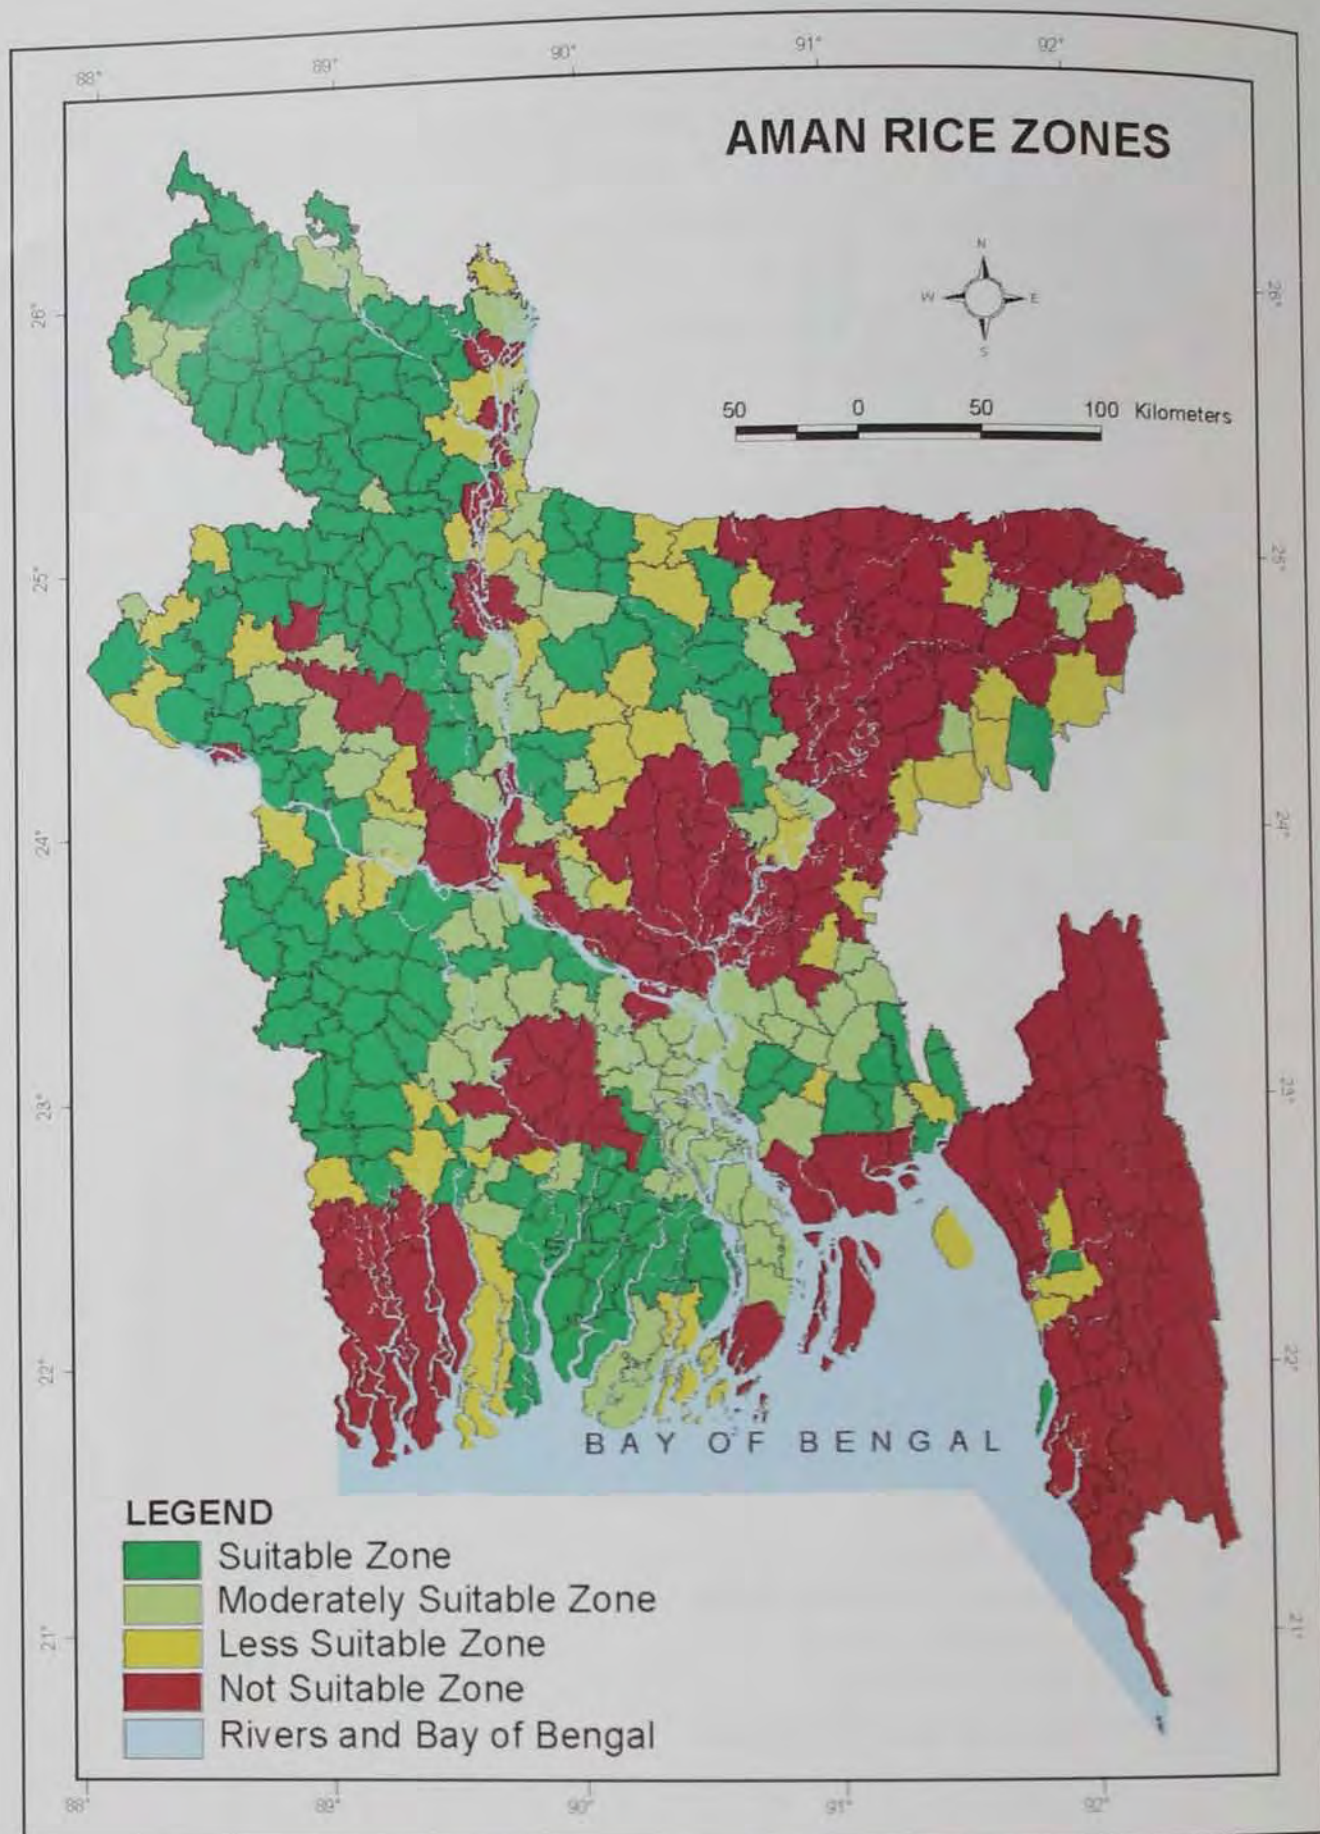 88° 89° 90° 91° 92°
AMAN RICE ZONES
N
W E
S
26° 26°
50 0 50 100 Kilometers
25° 25°
24° 24°
23° 23°
22° 22°
BAY OF BENGAL
LEGEND
Suitable Zone
Moderately Suitable Zone
Less Suitable Zone
Not Suitable Zone
Rivers and Bay of Bengal
21° 21°
88° 89° 90° 91° 92°